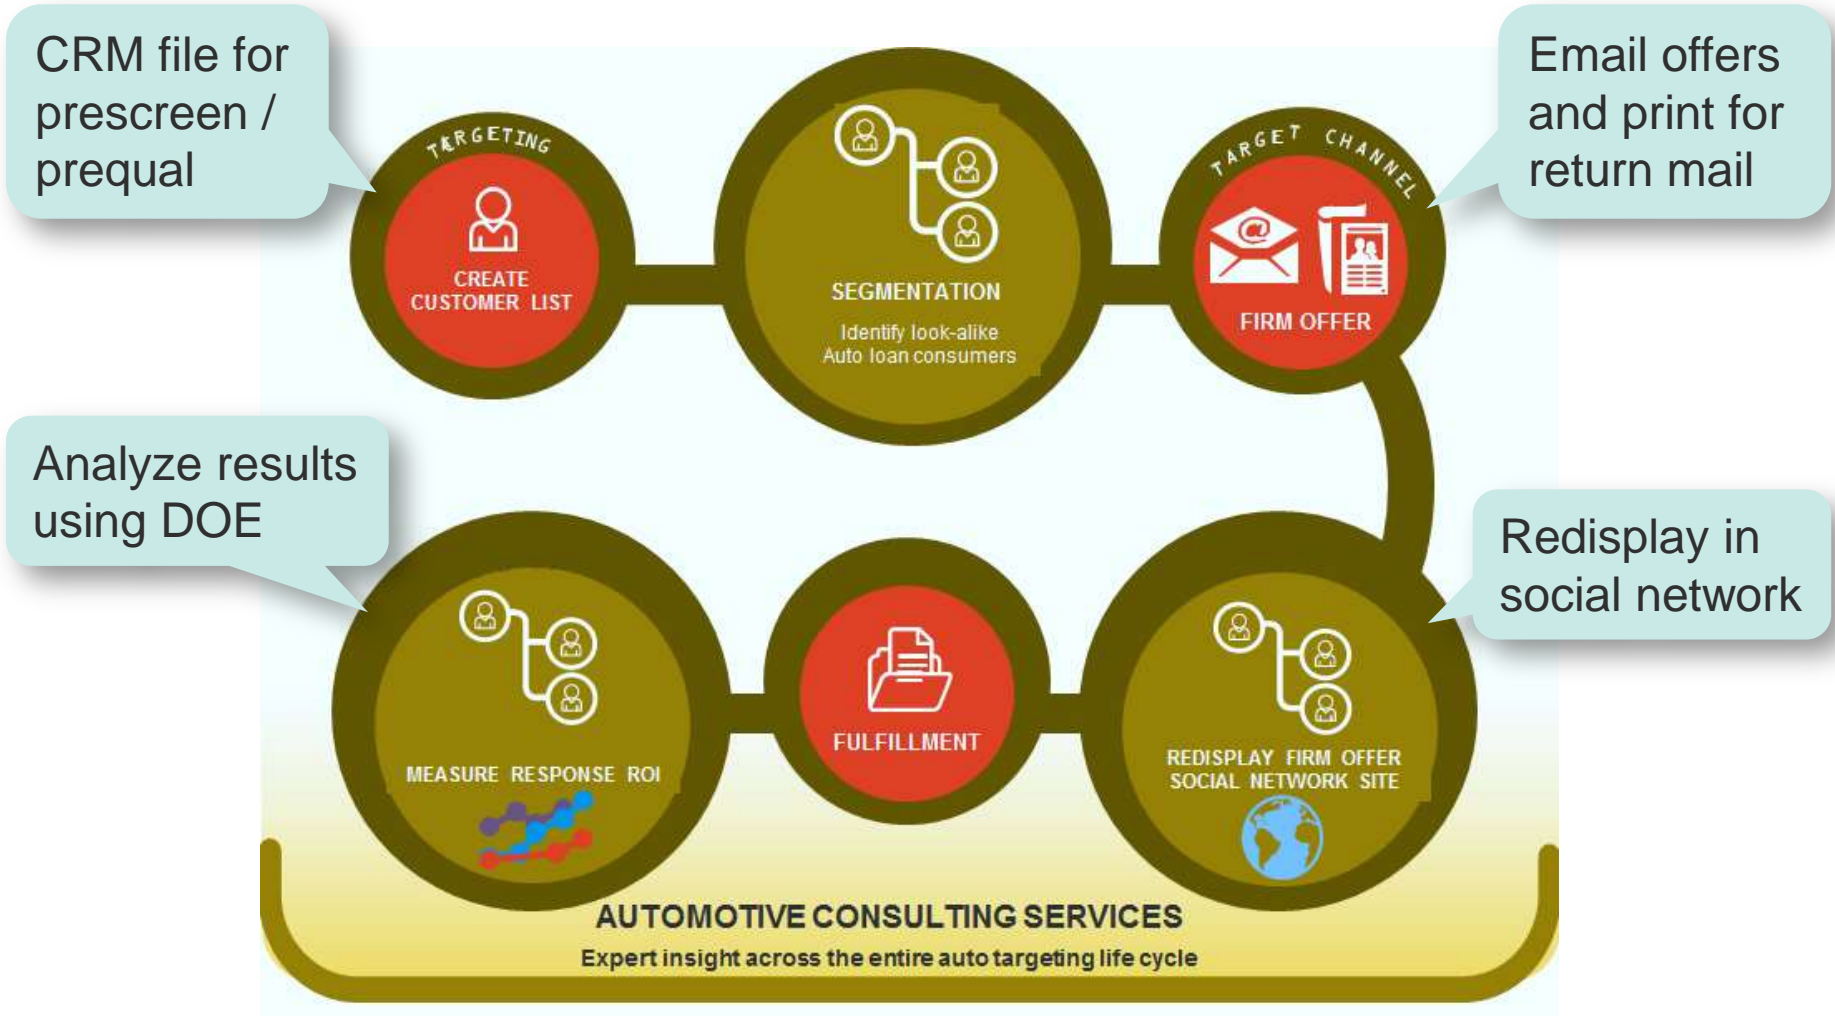 CRM file for
prescreen /
prequal
Email offers
and print for
return mail
TARGETING
CREATE
CUSTOMER LIST
SEGMENTATION
Identify look-alike
Auto loan consumers
TARGET CHANNEL
@
FIRM OFFER
Analyze results
using DOE
Redisplay in
social network
MEASURE RESPONSE ROI
FULFILLMENT
REDISPLAY FIRM OFFER
SOCIAL NETWORK SITE
AUTOMOTIVE CONSULTING SERVICES
Expert insight across the entire auto targeting life cycle